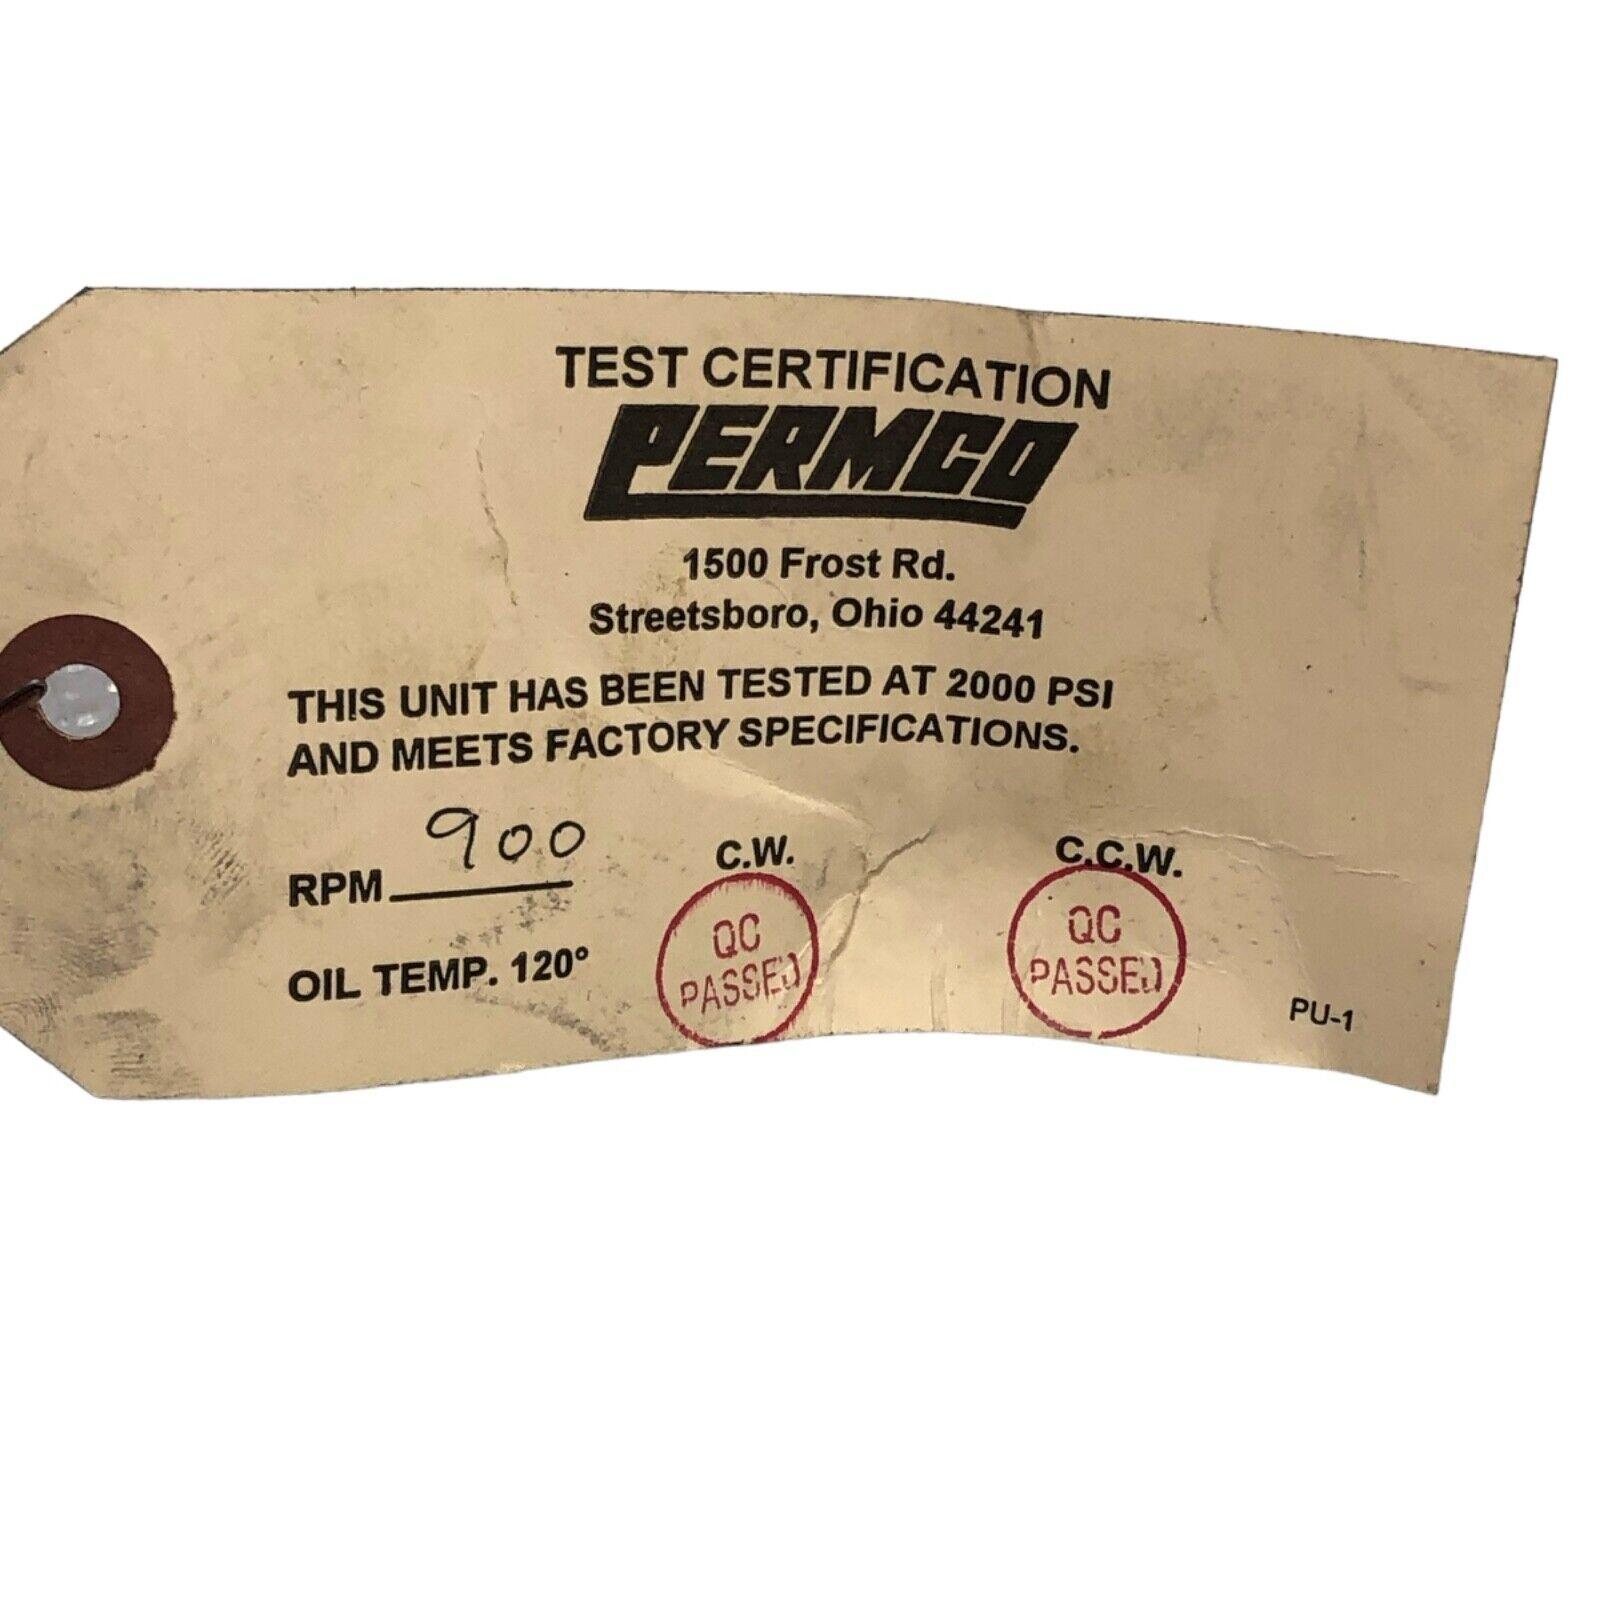 TEST CERTIFICATION
PERMCO
1500 Frost Rd.
Streetsboro, Ohio 44241
THIS UNIT HAS BEEN TESTED AT 2000 PSI
AND MEETS FACTORY SPECIFICATIONS.
RPM 900
C.W.
C.C.W.
OIL TEMP. 120°
QC
PASSED
QC
PASSED
PU-1